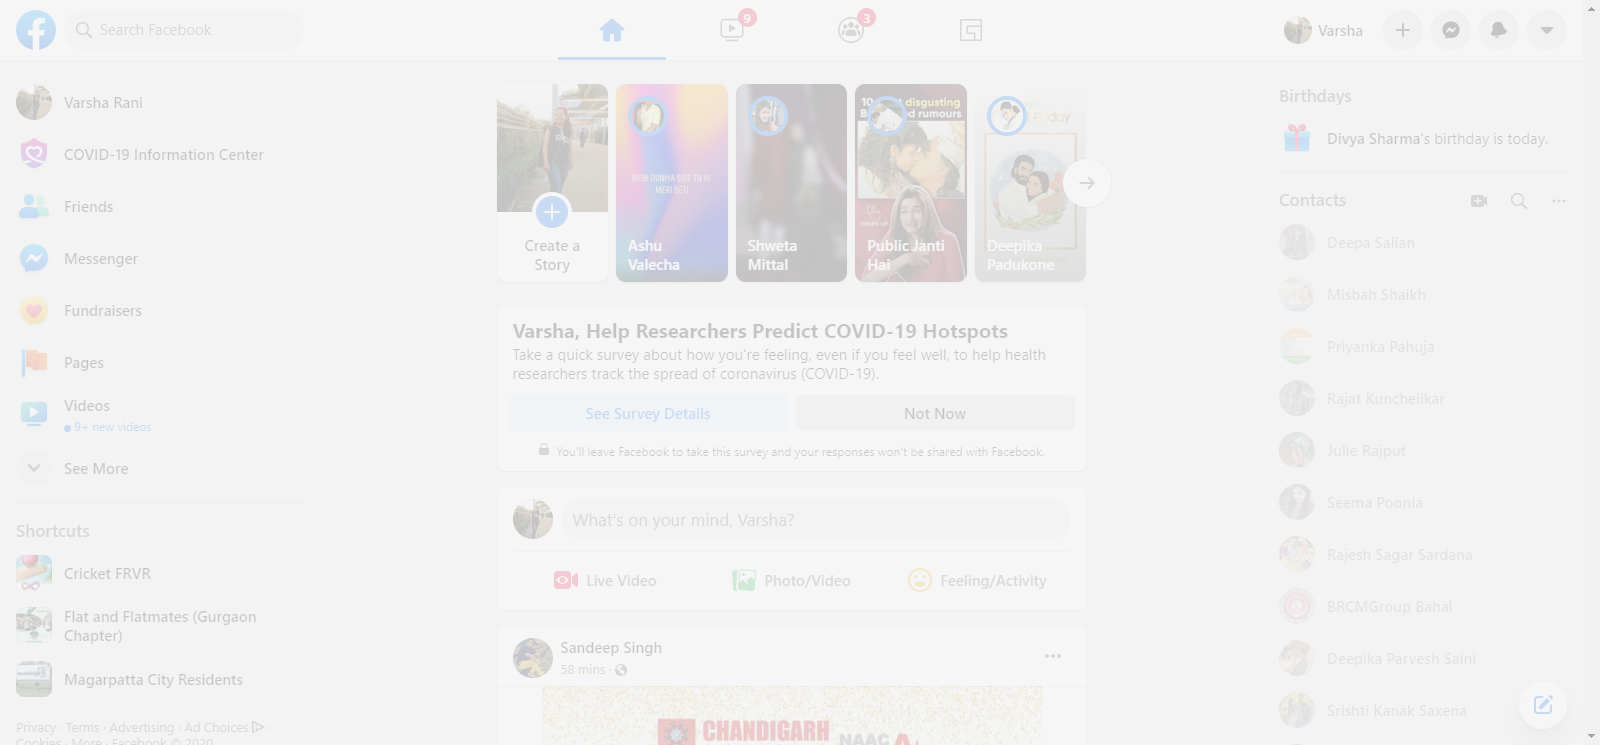 Search Facebook
9
3
Varsha
Varsha Rani
COVID-19 Information Center
Friends
Messenger
Fundraisers
Pages
Videos
9+ new videos
See More
Shortcuts
Cricket FRVR
Flat and Flatmates (Gurgaon
Chapter)
Magarpatta City Residents
Privacy · Terms · Advertising · Ad Choices ·
Cookies · More · Facebook © 2020
Create a
Story
MERI DUNIYA SIRF TU HI
MERI BETI
Ashu
Valecha
Shweta
Mittal
disgusting
rumours
Public Janti
Hai
Friday
Deepika
Padukone
Varsha, Help Researchers Predict COVID-19 Hotspots
Take a quick survey about how you're feeling, even if you feel well, to help health
researchers track the spread of coronavirus (COVID-19).
See Survey Details
Not Now
You'll leave Facebook to take this survey and your responses won't be shared with Facebook.
What's on your mind, Varsha?
Live Video
Photo/Video
Feeling/Activity
Sandeep Singh
58 mins ·
CHANDIGARH
NAAC A+
Birthdays
Divya Sharma's birthday is today.
Contacts
Deepa Salian
Misbah Shaikh
Priyanka Pahuja
Rajat Kunchelikar
Julie Rajput
Seema Poonia
Rajesh Sagar Sardana
BRCMGroup Bahal
Deepika Parvesh Saini
Srishti Kanak Saxena